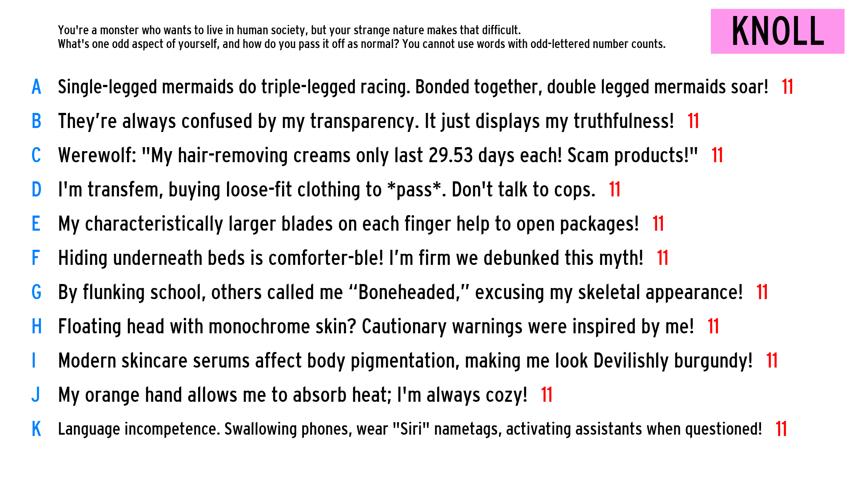 You're a monster who wants to live in human society, but your strange nature makes that difficult.
What's one odd aspect of yourself, and how do you pass it off as normal? You cannot use words with odd-lettered number counts.
KNOLL
A Single-legged mermaids do triple-legged racing. Bonded together, double legged mermaids soar! 11
B They’re always confused by my transparency. It just displays my truthfulness! 11
C Werewolf: "My hair-removing creams only last 29.53 days each! Scam products!" 11
D I'm transfem, buying loose-fit clothing to *pass*. Don't talk to cops. 11
E My characteristically larger blades on each finger help to open packages! 11
F Hiding underneath beds is comforter-ble! I’m firm we debunked this myth! 11
G By flunking school, others called me “Boneheaded,” excusing my skeletal appearance! 11
H Floating head with monochrome skin? Cautionary warnings were inspired by me! 11
I Modern skincare serums affect body pigmentation, making me look Devilishly burgundy! 11
J My orange hand allows me to absorb heat; I'm always cozy! 11
K Language incompetence. Swallowing phones, wear "Siri" nametags, activating assistants when questioned! 11